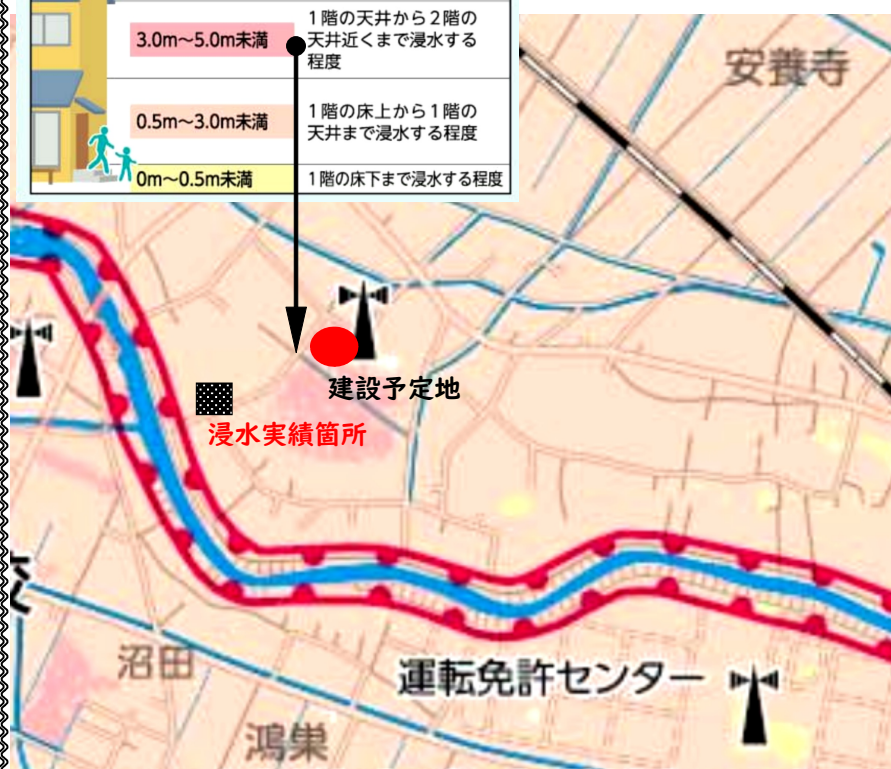 3.0m～5.0m未満
1階の天井から2階の
天井近くまで浸水する
程度
0.5m～3.0m未満
1階の床上から1階の
天井まで浸水する程度
0m～0.5m未満
1階の床下まで浸水する程度
安養寺
建設予定地
浸水実績箇所
沼田
運転免許センター
鴻巣